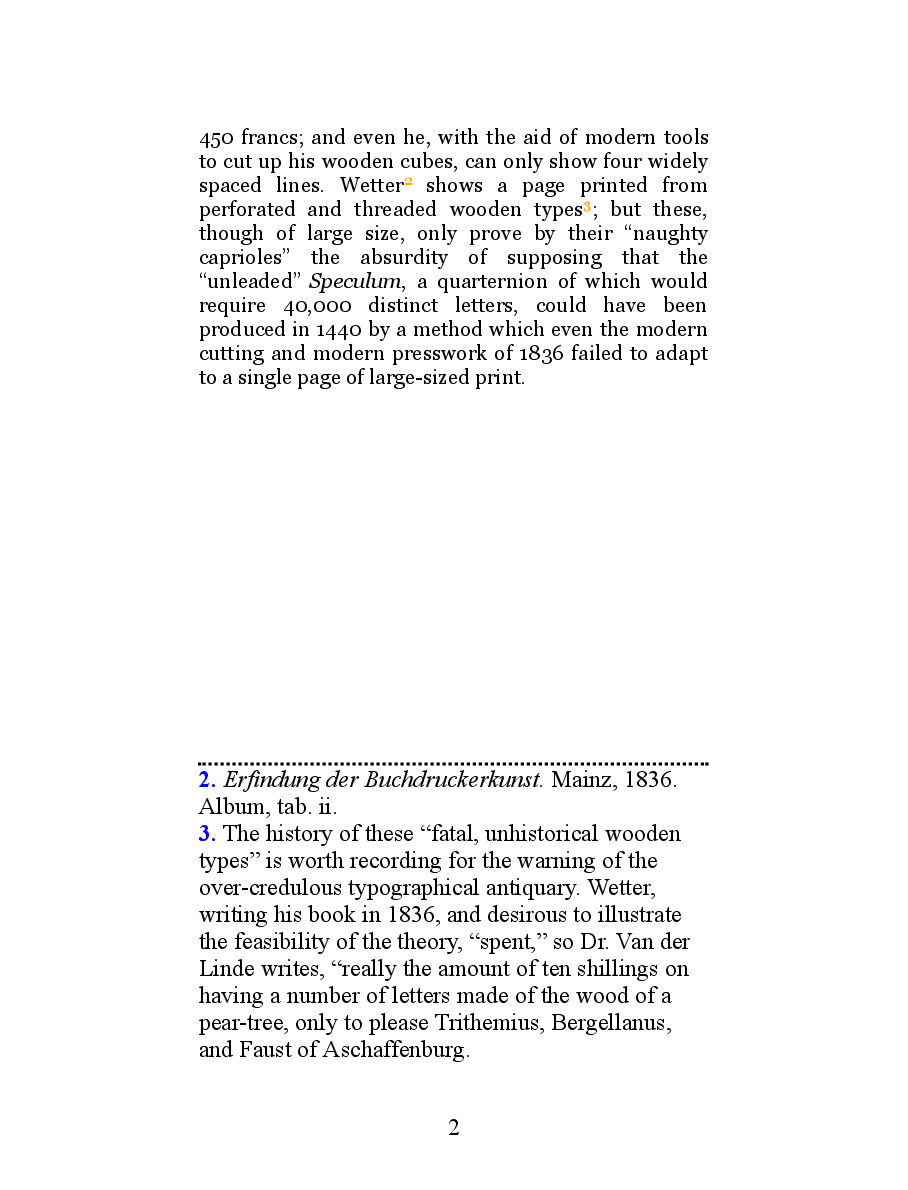 450 francs; and even he, with the aid of modern tools
to cut up his wooden cubes, can only show four widely
spaced lines. Wetter2 shows a page printed from
perforated and threaded wooden types3; but these,
though of large size, only prove by their “naughty
caprioles” the absurdity of supposing that the
“unleaded” Speculum, a quarternion of which would
require 40,000 distinct letters, could have been
produced in 1440 by a method which even the modern
cutting and modern presswork of 1836 failed to adapt
to a single page of large-sized print.
2. Erfindung der Buchdruckerkunst. Mainz, 1836.
Album, tab. ii.
3. The history of these “fatal, unhistorical wooden
types” is worth recording for the warning of the
over-credulous typographical antiquary. Wetter,
writing his book in 1836, and desirous to illustrate
the feasibility of the theory, “spent,” so Dr. Van der
Linde writes, “really the amount of ten shillings on
having a number of letters made of the wood of a
pear-tree, only to please Trithemius, Bergellanus,
and Faust of Aschaffenburg.
2